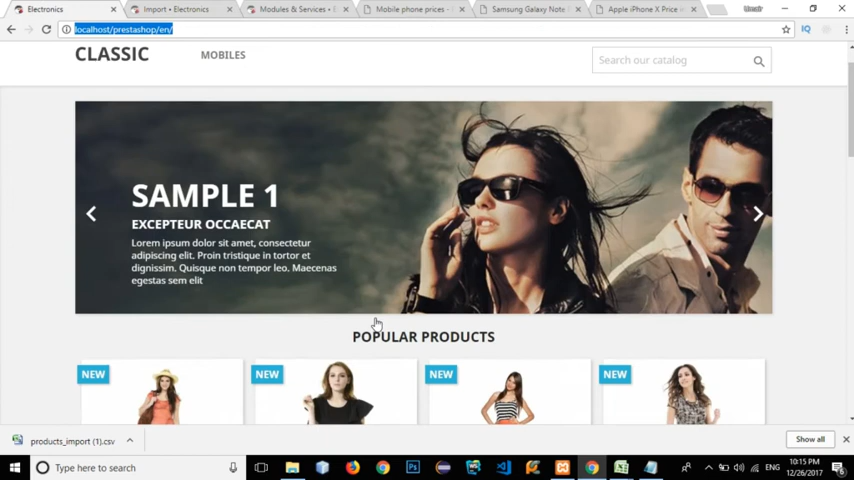 Electronics
Import • Electronics
Modules & Services •
Mobile phone prices -
Samsung Galaxy Note
Apple iPhone X Price
localhost/prestashop/en/
CLASSIC
MOBILES
Search our catalog
SAMPLE 1
EXCEPTEUR OCCAECAT
Lorem ipsum dolor sit amet, consectetur
adipiscing elit. Proin tristique in tortor et
dignissim. Quisque non tempor leo. Maecenas
egestas sem elit
POPULAR PRODUCTS
NEW
NEW
NEW
NEW
products_import (1).csv
Show all
Type here to search
ENG
10:15 PM
12/26/2017